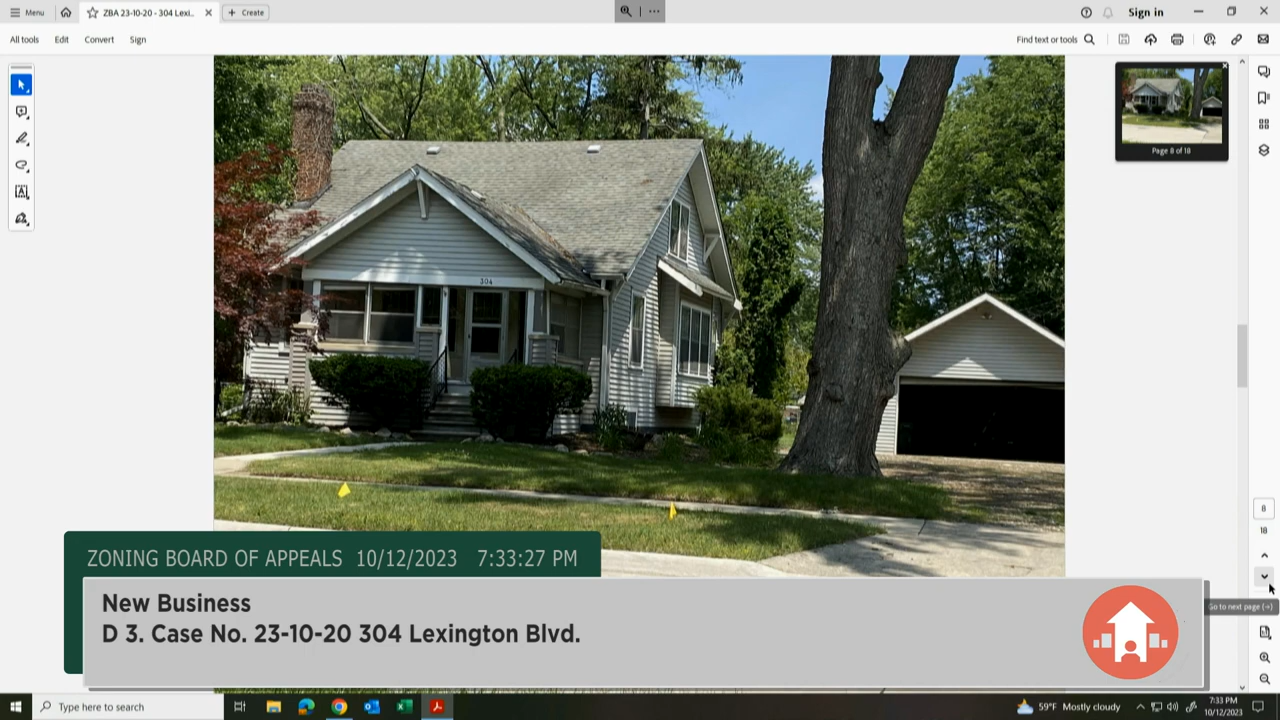 Menu
ZBA 23-10-20 - 304 Lexi...
Create
Sign in
All tools
Edit
Convert
Sign
Find text or tools
Page 8 of 18
304
8
18
Go to next page (→)
ZONING BOARD OF APPEALS 10/12/2023 7:33:27 PM
New Business
D 3. Case No. 23-10-20 304 Lexington Blvd.
Type here to search
59°F Mostly cloudy
7:33 PM
10/12/2023